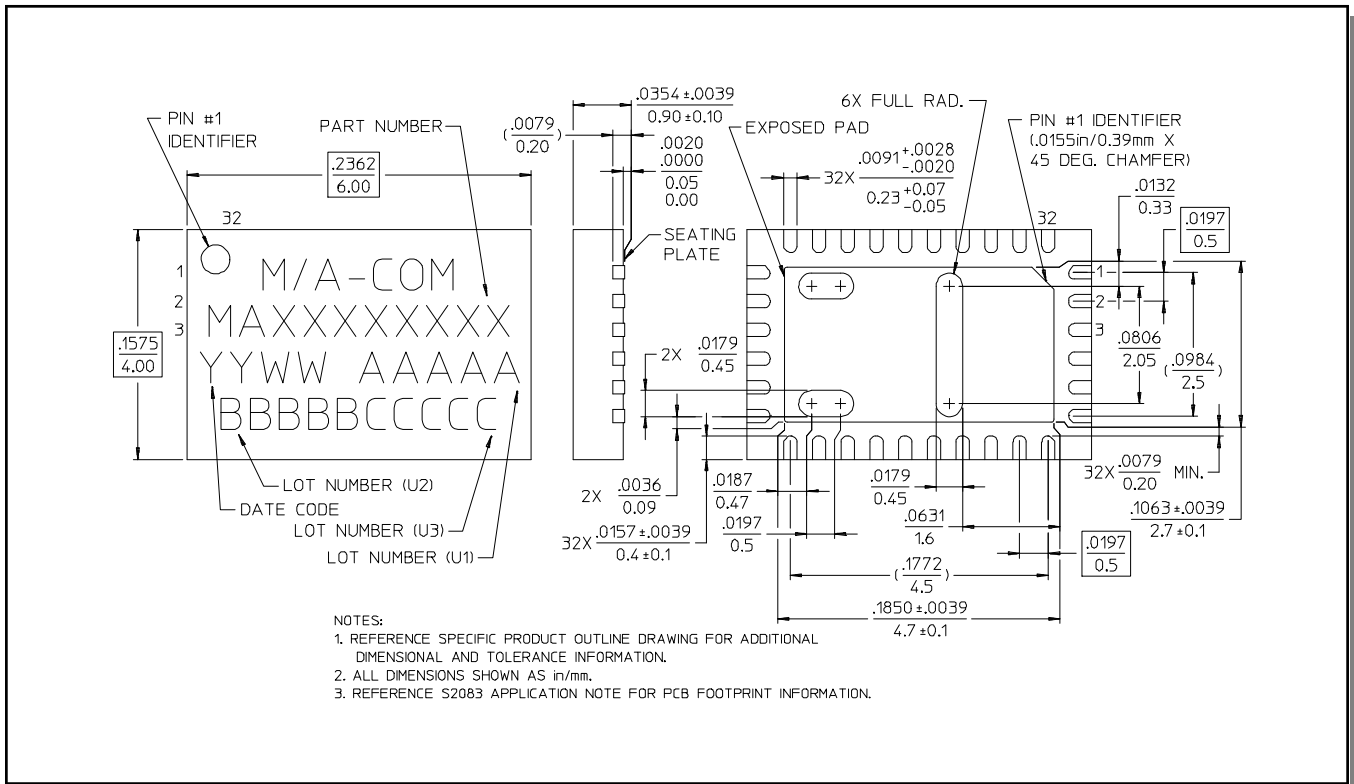 PIN #1
IDENTIFIER
PART NUMBER
.2362
6.00
32
1
2
3
.1575
4.00
M/A-COM
MAXXXXXXXXX
YYWW AAAAA
BBBBBCCCCC
LOT NUMBER (U2)
DATE CODE
LOT NUMBER (U3)
LOT NUMBER (U1)
.0354 ±.0039
0.90 ±0.10
(.0079)
0.20
.0020
.0000
0.05
0.00
SEATING
PLATE
6X FULL RAD.
EXPOSED PAD
32X .0091 +.0028
-.0020
0.23 +0.07
-0.05
PIN #1 IDENTIFIER
(.0155in/0.39mm X
45 DEG. CHAMFER)
32
.0132
0.33
.0197
0.5
1
2
3
.0806
2.05
(.0984)
2.5
2X .0179
0.45
2X .0036
0.09
32X .0157 ±.0039
0.4 ±0.1
.0187
0.47
.0197
0.5
.0179
0.45
.0631
1.6
32X .0079 MIN.
0.20
.1063 ±.0039
2.7 ±0.1
.0197
0.5
(.1772)
4.5
.1850 ±.0039
4.7 ±0.1
NOTES:
1. REFERENCE SPECIFIC PRODUCT OUTLINE DRAWING FOR ADDITIONAL
DIMENSIONAL AND TOLERANCE INFORMATION.
2. ALL DIMENSIONS SHOWN AS in/mm.
3. REFERENCE S2083 APPLICATION NOTE FOR PCB FOOTPRINT INFORMATION.